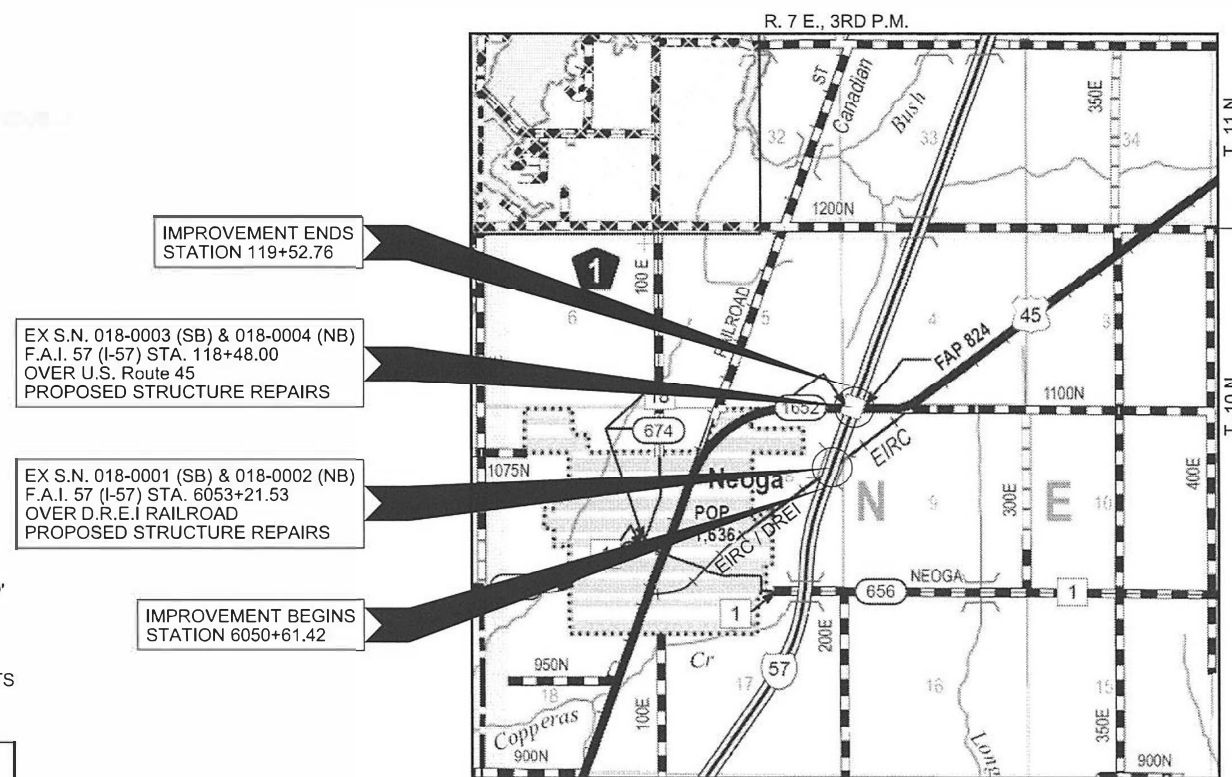 R. 7 E., 3RD P.M.
ST
Canadian
Bush
350E
T 11 N
32
33
34
1200N
IMPROVEMENT ENDS
STATION 119+52.76
1
100 E
6
5
4
RAILROAD
45
FAP 824
EX S.N. 018-0003 (SB) & 018-0004 (NB)
F.A.I. 57 (I-57) STA. 118+48.00
OVER U.S. Route 45
PROPOSED STRUCTURE REPAIRS
1100N
T 10 N
1652
674
EIRC
1075N
Neoga
400E
EX S.N. 018-0001 (SB) & 018-0002 (NB)
F.A.I. 57 (I-57) STA. 6053+21.53
OVER D.R.E.I RAILROAD
PROPOSED STRUCTURE REPAIRS
POP
1,636
N
9
300E
E
10
EIRC / DREI
NEOGA
656
1
1
IMPROVEMENT BEGINS
STATION 6050+61.42
200E
Cr
57
950N
TS
18
17
16
15
Copperas
100E
350E
Long
900N
900N